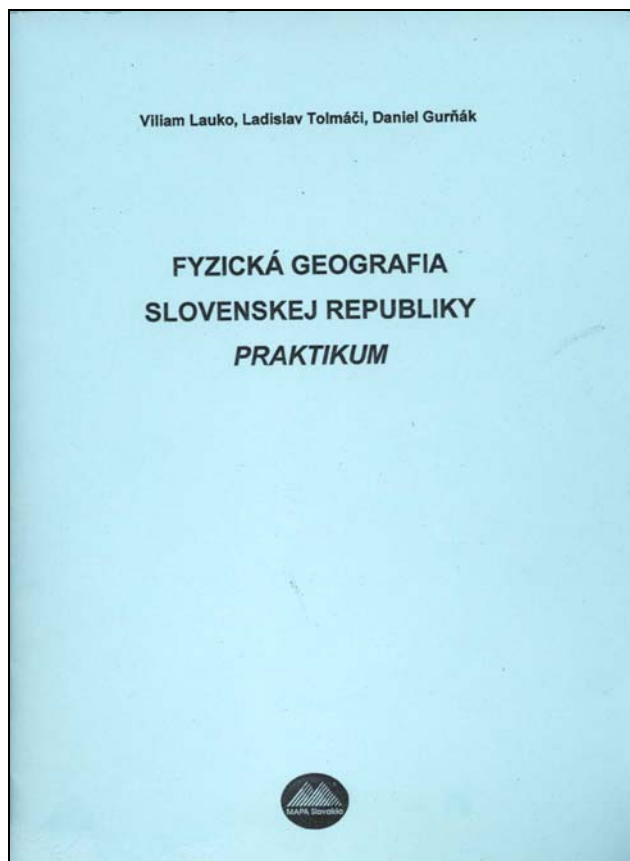 Viliam Lauko, Ladislav Tolmáči, Daniel Gurňák
FYZICKÁ GEOGRAFIA
SLOVENSKEJ REPUBLIKY
PRAKTIKUM
MAPA Slovakia